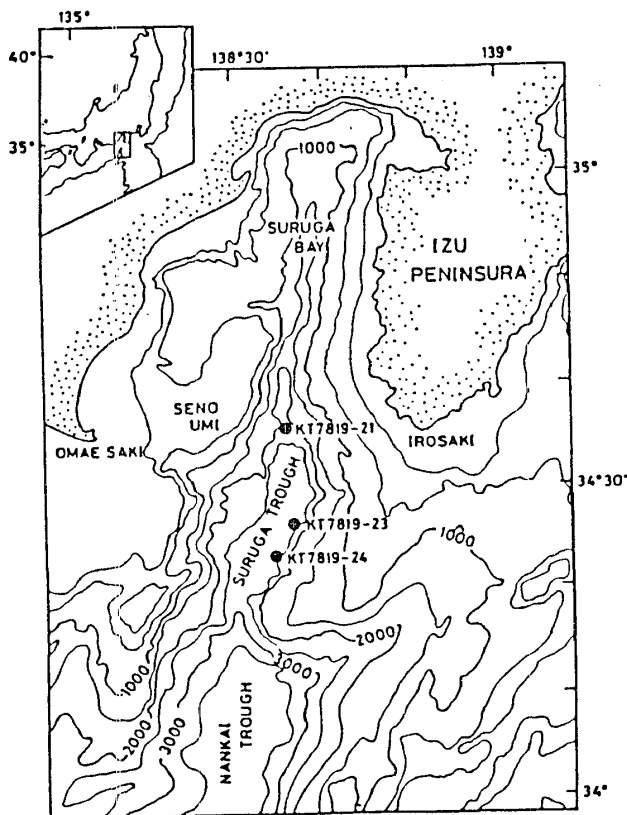 135°
40°
35°
138°30'
139°
35°
1000
SURUGA
BAY
IZU
PENINSURA
SENO
UMI
KT7819-21
IROSAKI
OMAE SAKI
34°30'
SURUGA TROUGH
KT7819-23
1000
KT7819-24
2000
3000
1000
2000
3000
NANKAI
TROUGH
34°